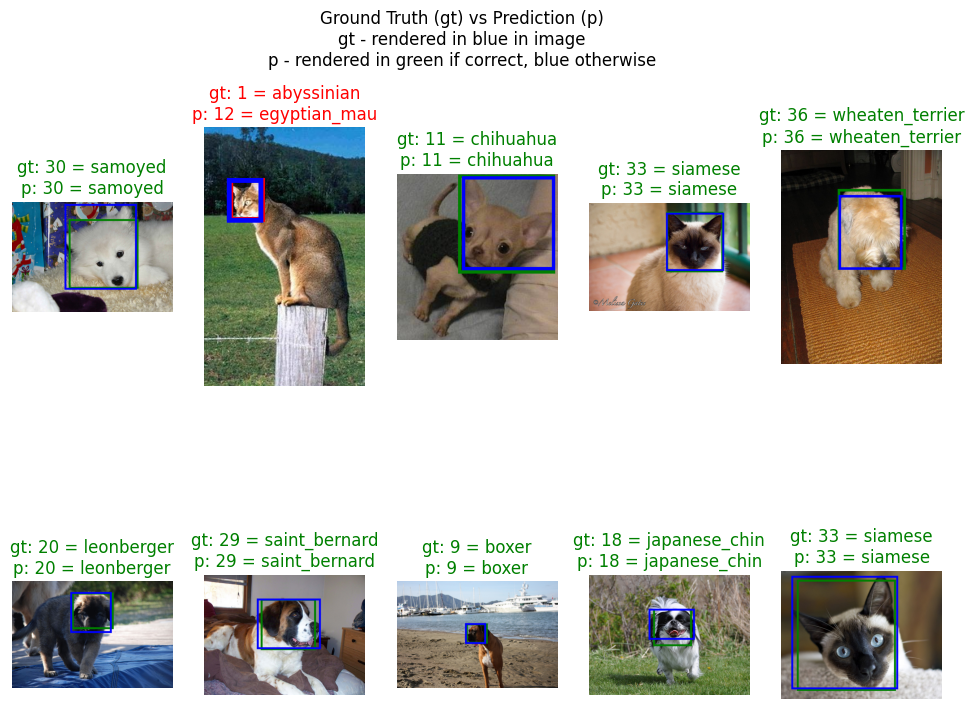 Ground Truth (gt) vs Prediction (p)
gt - rendered in blue in image
p - rendered in green if correct, blue otherwise
gt: 30 = samoyed
p: 30 = samoyed
gt: 1 = abyssinian
p: 12 = egyptian_mau
gt: 11 = chihuahua
p: 11 = chihuahua
gt: 33 = siamese
p: 33 = siamese
gt: 36 = wheaten_terrier
p: 36 = wheaten_terrier
gt: 20 = leonberger
p: 20 = leonberger
gt: 29 = saint_bernard
p: 29 = saint_bernard
gt: 9 = boxer
p: 9 = boxer
gt: 18 = japanese_chin
p: 18 = japanese_chin
gt: 33 = siamese
p: 33 = siamese